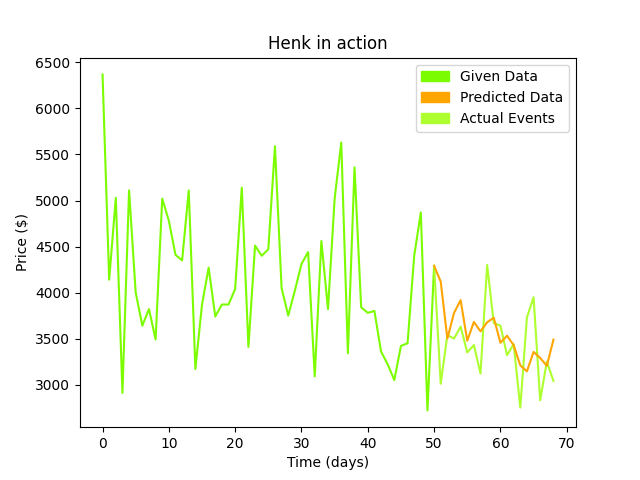 Henk in action
Given Data
Predicted Data
Actual Events
6500
6000
5500
5000
4500
4000
3500
3000
Price ($)
0 10 20 30 40 50 60 70
Time (days)